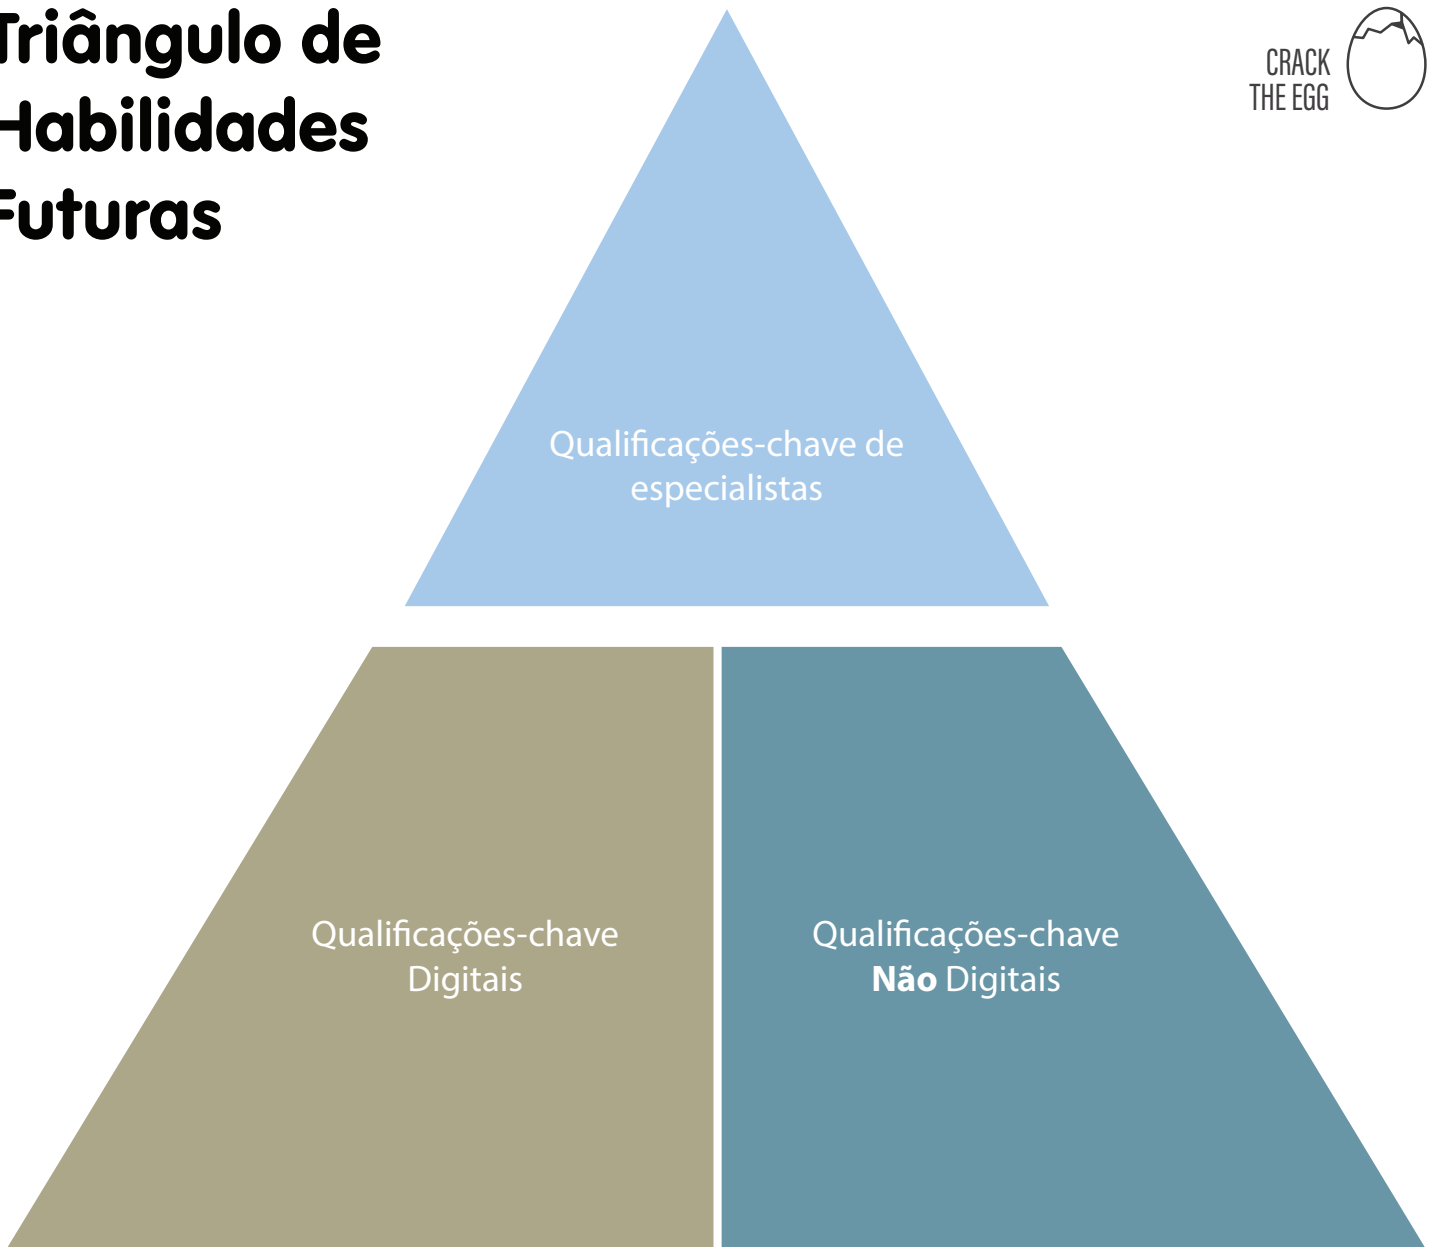 Triângulo de
Habilidades
Futuras
CRACK
THE EGG
Qualificações-chave de
especialistas
Qualificações-chave
Digitais
Qualificações-chave
Não Digitais